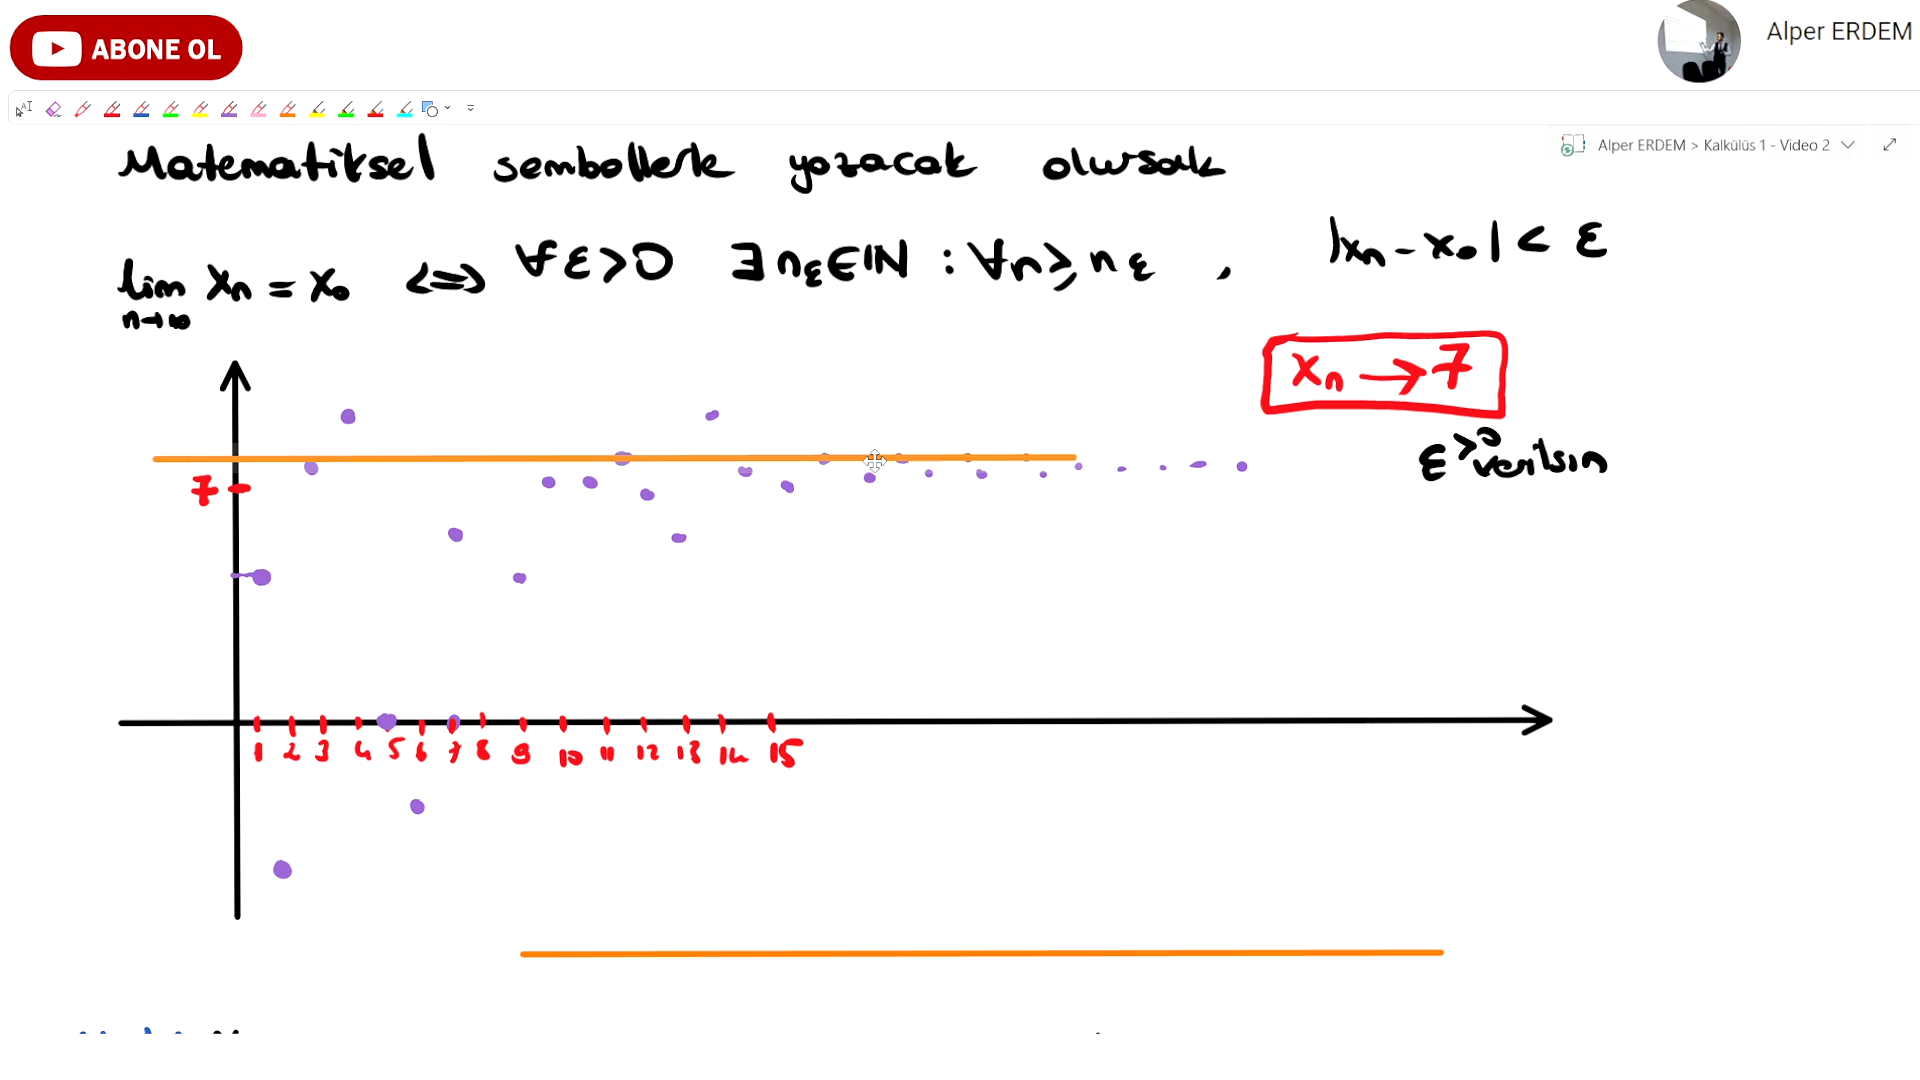 ABONE OL
Alper ERDEM
Alper ERDEM > Kalkülüs 1 - Video 2
Matematiksel sembollerle yazacak olursak
lim xₙ = x₀ ⇔ ∀ε>0 ∃n_ε∈ℕ : ∀n≥n_ε , |xₙ - x₀| < ε
n→∞
xₙ → 7
ε>0 verilsin
7
1 2 3 4 5 6 7 8 9 10 11 12 13 14 15